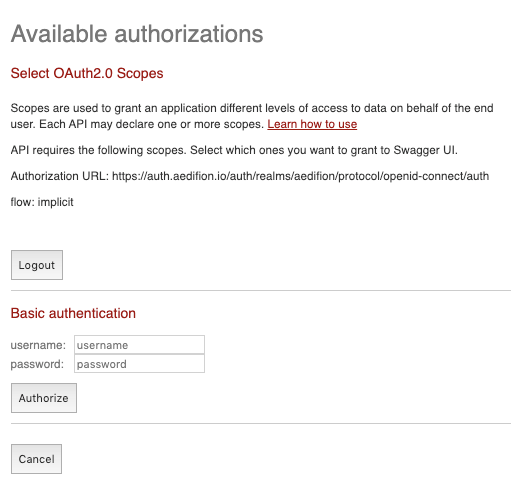 Available authorizations
Select OAuth2.0 Scopes
Scopes are used to grant an application different levels of access to data on behalf of the end
user. Each API may declare one or more scopes. Learn how to use
API requires the following scopes. Select which ones you want to grant to Swagger UI.
Authorization URL: https://auth.aedifion.io/auth/realms/aedifion/protocol/openid-connect/auth
flow: implicit
Logout
Basic authentication
username: username
password: password
Authorize
Cancel